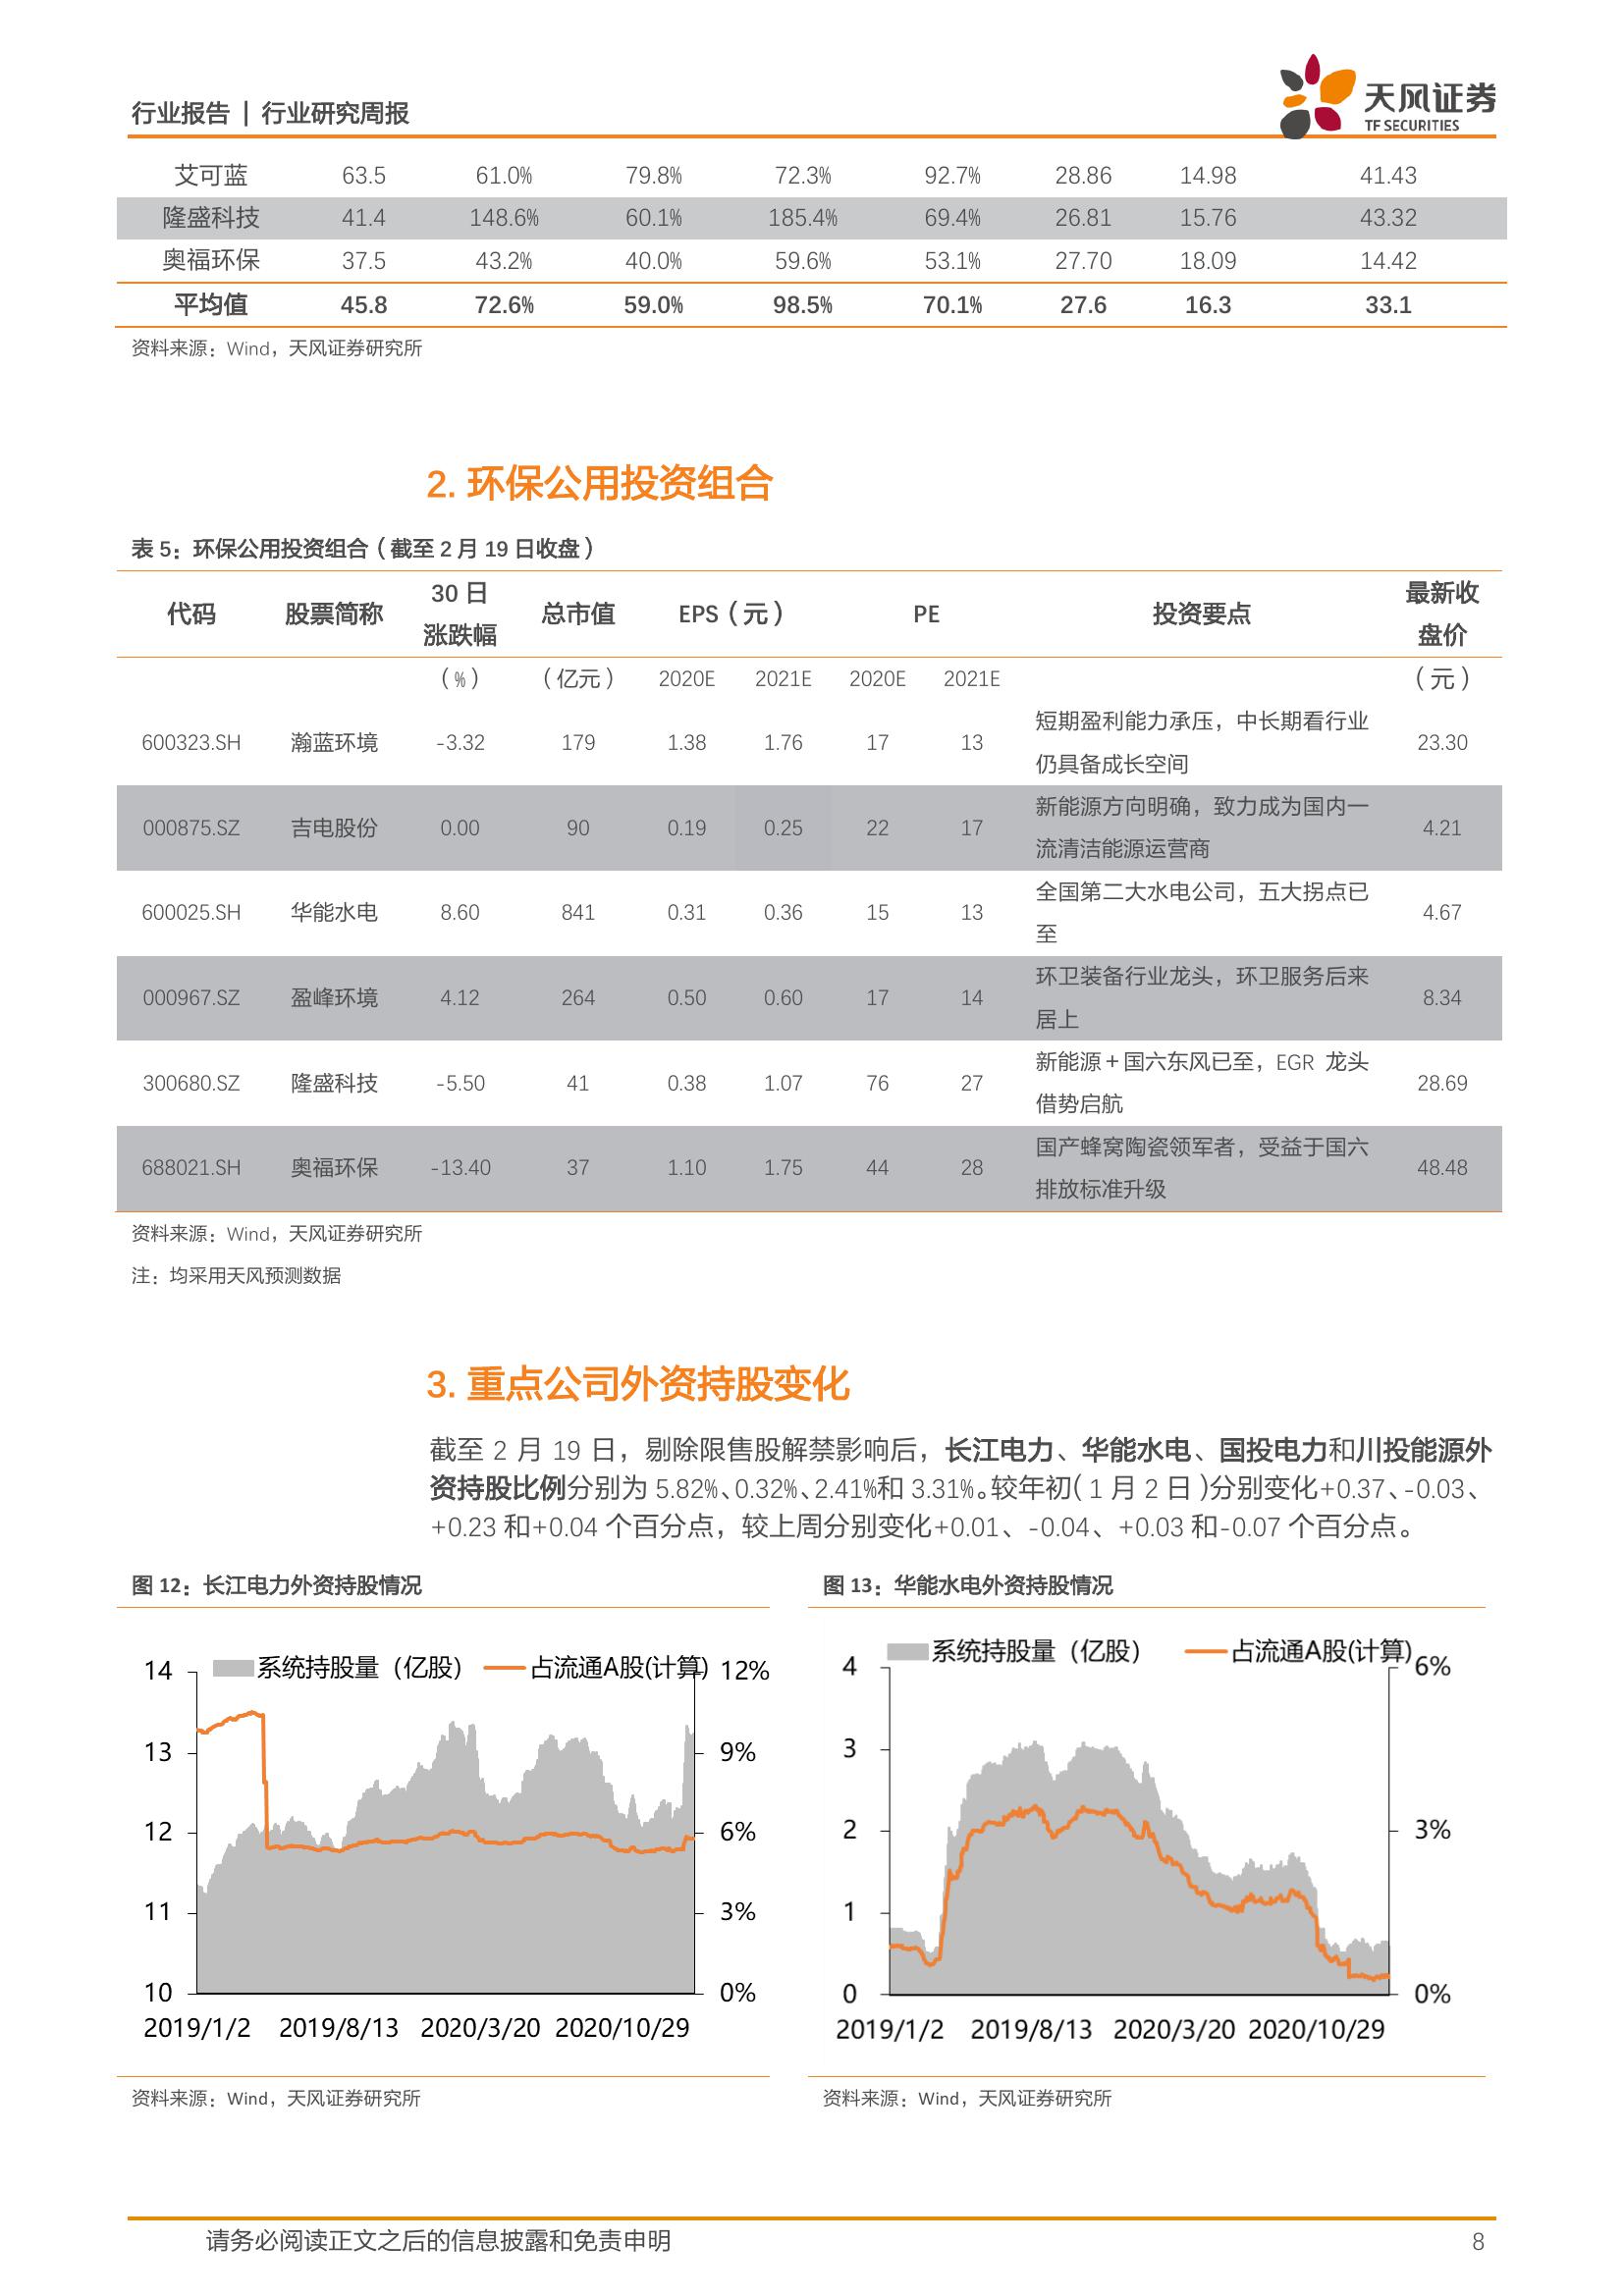 行业报告 | 行业研究周报
天风证券
TF SECURITIES
艾可蓝 63.5 61.0% 79.8% 72.3% 92.7% 28.86 14.98 41.43
隆盛科技 41.4 148.6% 60.1% 185.4% 69.4% 26.81 15.76 43.32
奥福环保 37.5 43.2% 40.0% 59.6% 53.1% 27.70 18.09 14.42
平均值 45.8 72.6% 59.0% 98.5% 70.1% 27.6 16.3 33.1
资料来源：Wind，天风证券研究所
2. 环保公用投资组合
表 5：环保公用投资组合（截至 2 月 19 日收盘）
代码 股票简称 30 日涨跌幅 总市值 EPS（元） PE 投资要点 最新收盘价
（%） （亿元） 2020E 2021E 2020E 2021E （元）
600323.SH 瀚蓝环境 -3.32 179 1.38 1.76 17 13 短期盈利能力承压，中长期看行业仍具备成长空间 23.30
000875.SZ 吉电股份 0.00 90 0.19 0.25 22 17 新能源方向明确，致力成为国内一流清洁能源运营商 4.21
600025.SH 华能水电 8.60 841 0.31 0.36 15 13 全国第二大水电公司，五大拐点已至 4.67
000967.SZ 盈峰环境 4.12 264 0.50 0.60 17 14 环卫装备行业龙头，环卫服务后来居上 8.34
300680.SZ 隆盛科技 -5.50 41 0.38 1.07 76 27 新能源＋国六东风已至，EGR 龙头借势启航 28.69
688021.SH 奥福环保 -13.40 37 1.10 1.75 44 28 国产蜂窝陶瓷领军者，受益于国六排放标准升级 48.48
资料来源：Wind，天风证券研究所
注：均采用天风预测数据
3. 重点公司外资持股变化
截至 2 月 19 日，剔除限售股解禁影响后，长江电力、华能水电、国投电力和川投能源外
资持股比例分别为 5.82%、0.32%、2.41%和 3.31%。较年初（1 月 2 日）分别变化+0.37、-0.03、
+0.23 和+0.04 个百分点，较上周分别变化+0.01、-0.04、+0.03 和-0.07 个百分点。
图 12：长江电力外资持股情况
系统持股量（亿股） 占流通A股(计算)
14 12%
13 9%
12 6%
11 3%
10 0%
2019/1/2 2019/8/13 2020/3/20 2020/10/29
资料来源：Wind，天风证券研究所
图 13：华能水电外资持股情况
系统持股量（亿股） 占流通A股(计算)
4 6%
3
2 3%
1
0 0%
2019/1/2 2019/8/13 2020/3/20 2020/10/29
资料来源：Wind，天风证券研究所
请务必阅读正文之后的信息披露和免责申明 8